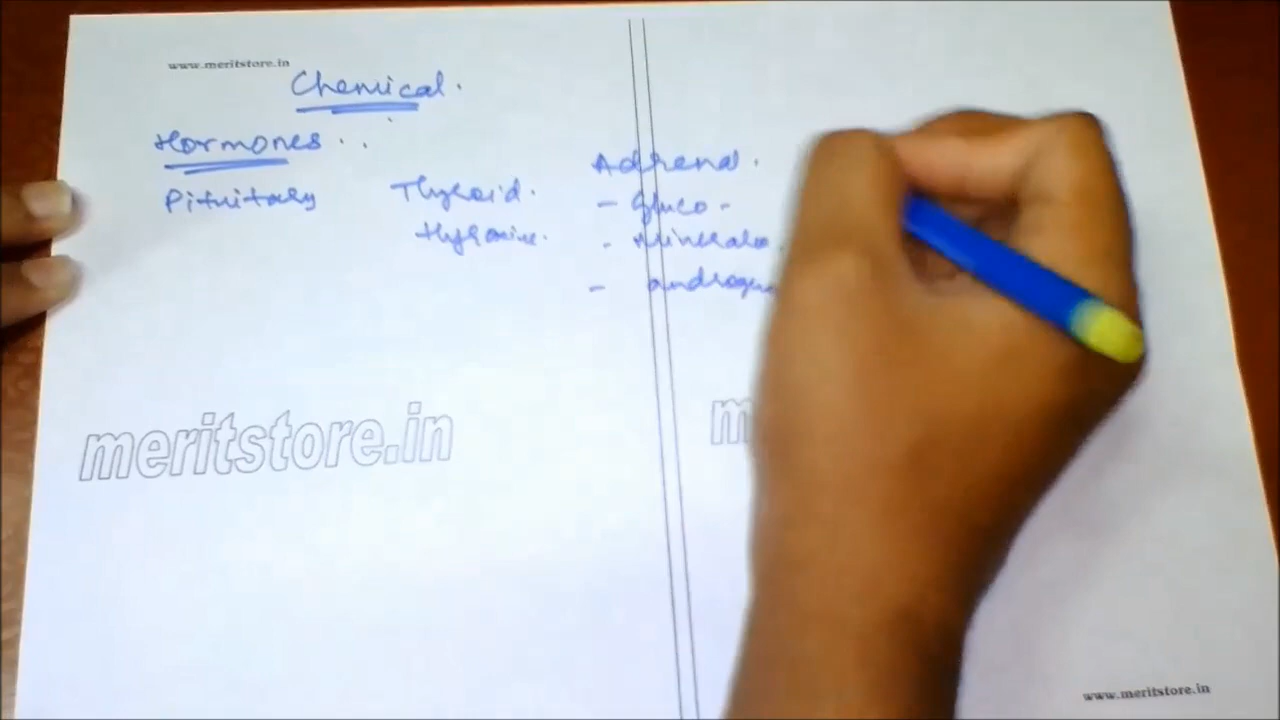 www.meritstore.in
Chemical.
Hormones..
Pituitary Thyroid. Adrenal.
thyroxine. - Gluco -
- Mineralo
- androgen
meritstore.in
m
www.meritstore.in